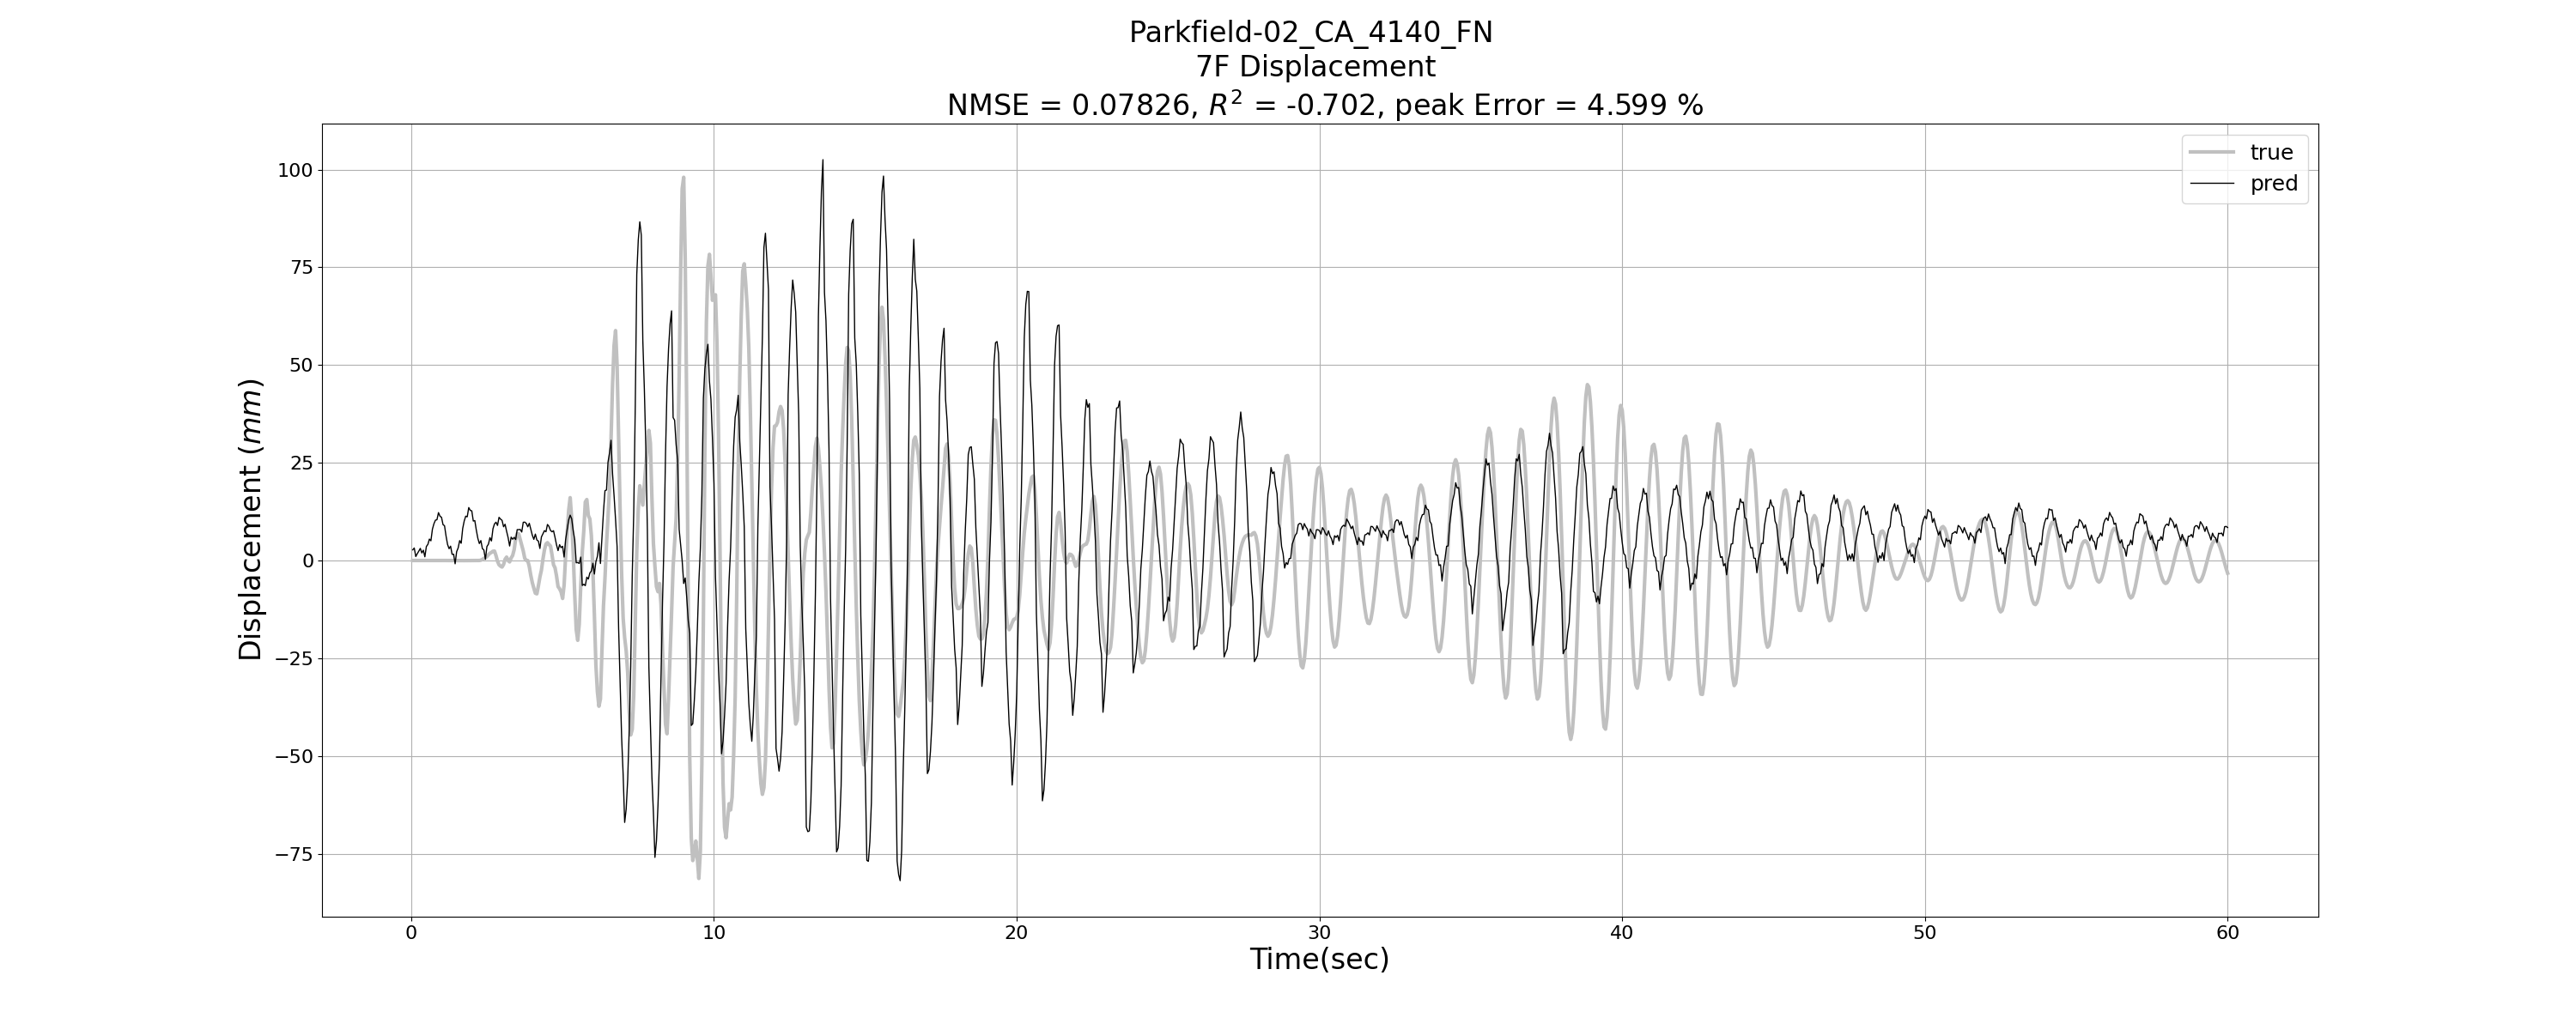 Parkfield-02_CA_4140_FN
7F Displacement
NMSE = 0.07826, R² = -0.702, peak Error = 4.599 %
true
pred
100
75
50
25
0
−25
−50
−75
Displacement (mm)
0 10 20 30 40 50 60
Time(sec)